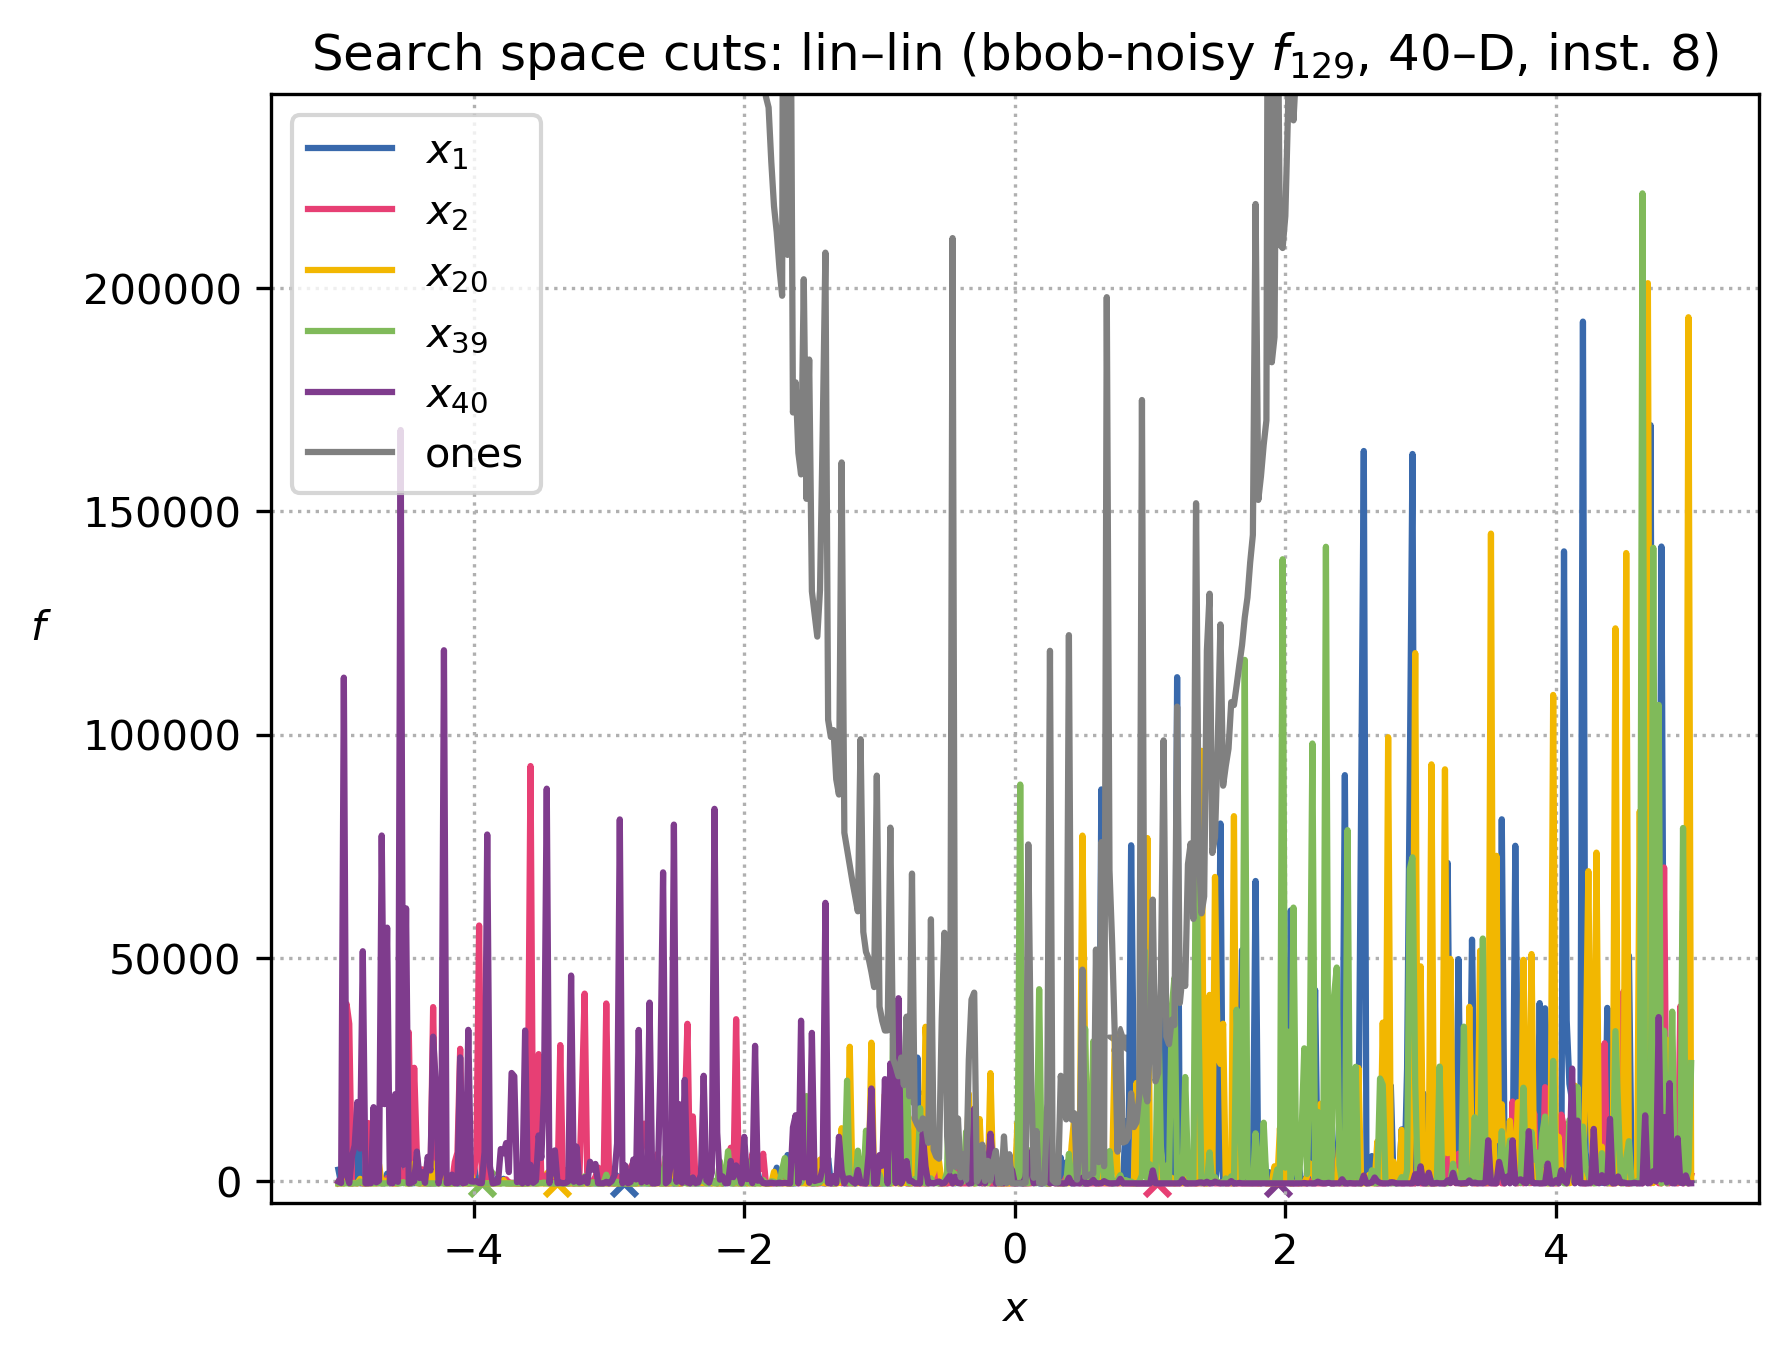 Search space cuts: lin–lin (bbob-noisy f₁₂₉, 40–D, inst. 8)
x₁
x₂
x₂₀
x₃₉
x₄₀
ones
200000
150000
100000
50000
0
f
−4 −2 0 2 4
x